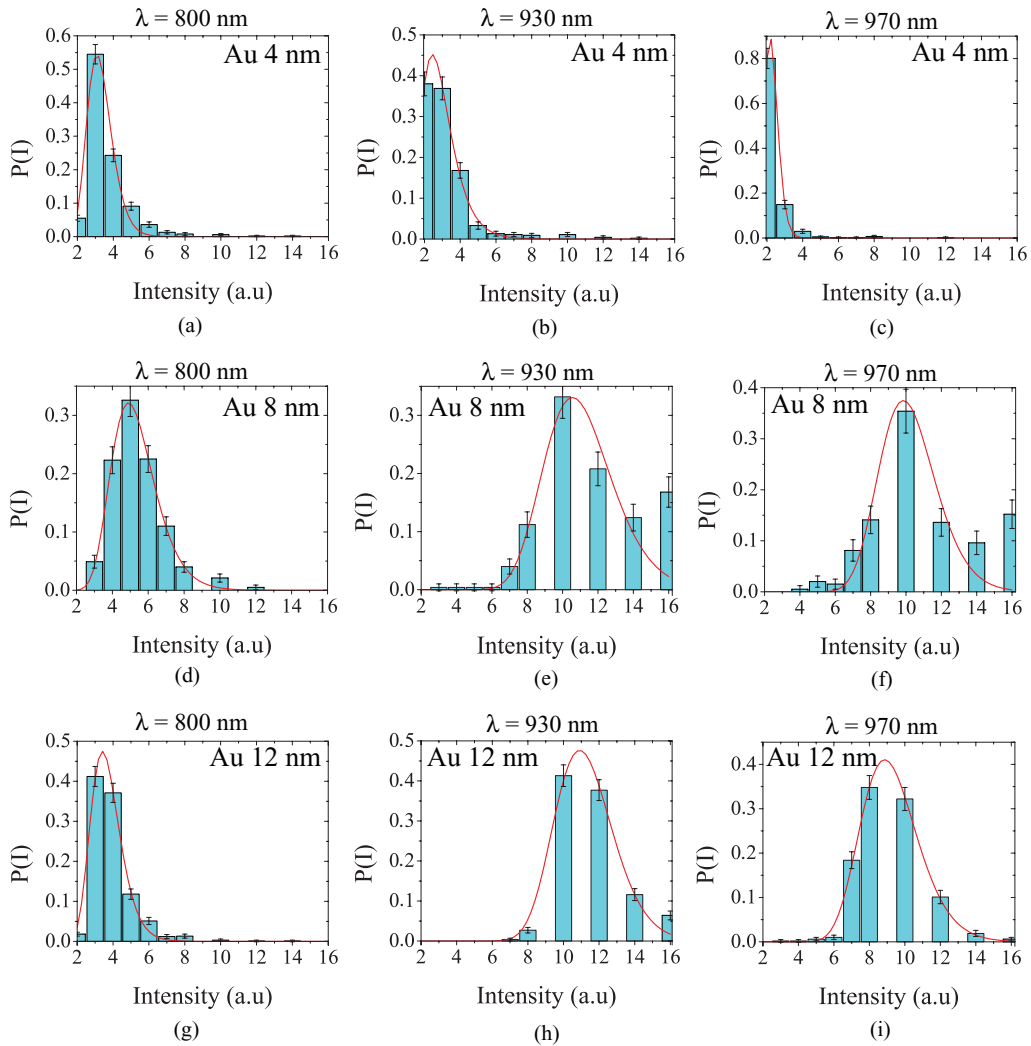 λ = 800 nm
λ = 930 nm
λ = 970 nm
Au 4 nm
Au 4 nm
Au 4 nm
P(I)
0.6
0.5
0.4
0.3
0.2
0.1
0.0
2 4 6 8 10 12 14 16
Intensity (a.u)
(a)
P(I)
0.5
0.4
0.3
0.2
0.1
0.0
2 4 6 8 10 12 14 16
Intensity (a.u)
(b)
P(I)
0.8
0.6
0.4
0.2
0.0
2 4 6 8 10 12 14 16
Intensity (a.u)
(c)
λ = 800 nm
λ = 930 nm
λ = 970 nm
Au 8 nm
Au 8 nm
Au 8 nm
P(I)
0.3
0.2
0.1
0.0
2 4 6 8 10 12 14 16
Intensity (a.u)
(d)
P(I)
0.3
0.2
0.1
0.0
2 4 6 8 10 12 14 16
Intensity (a.u)
(e)
P(I)
0.4
0.3
0.2
0.1
0.0
2 4 6 8 10 12 14 16
Intensity (a.u)
(f)
λ = 800 nm
λ = 930 nm
λ = 970 nm
Au 12 nm
Au 12 nm
Au 12 nm
P(I)
0.5
0.4
0.3
0.2
0.1
0.0
2 4 6 8 10 12 14 16
Intensity (a.u)
(g)
P(I)
0.5
0.4
0.3
0.2
0.1
0.0
2 4 6 8 10 12 14 16
Intensity (a.u)
(h)
P(I)
0.5
0.4
0.3
0.2
0.1
0.0
2 4 6 8 10 12 14 16
Intensity (a.u)
(i)